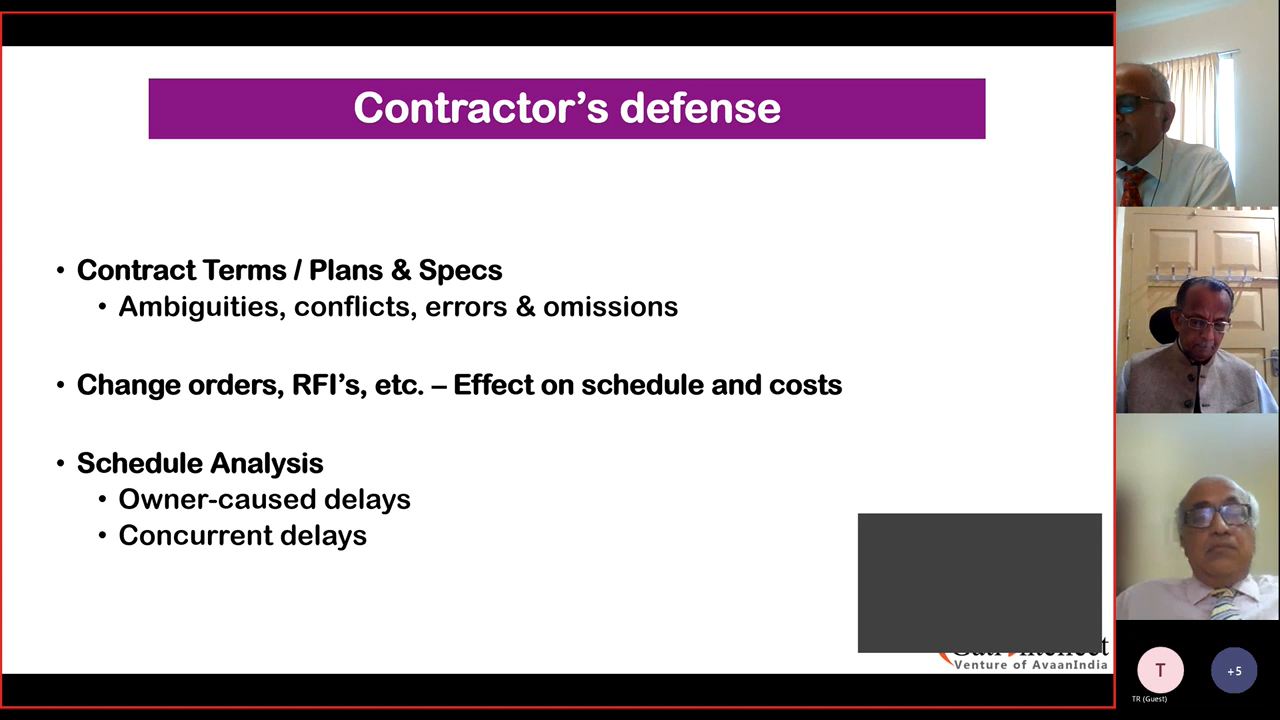 Contractor’s defense
• Contract Terms / Plans & Specs
• Ambiguities, conflicts, errors & omissions
• Change orders, RFI’s, etc. – Effect on schedule and costs
• Schedule Analysis
• Owner-caused delays
• Concurrent delays
Venture of AvaanIndia
T
+5
TR (Guest)